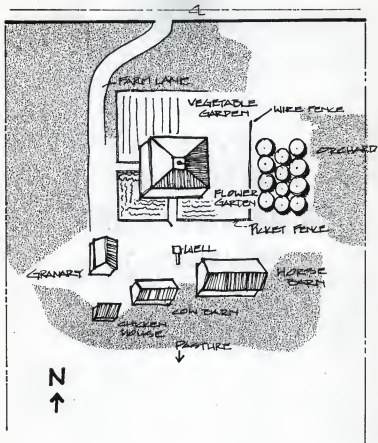 FARM LANE
VEGETABLE
GARDEN
WIRE FENCE
ORCHARD
FLOWER
GARDEN
PICKET FENCE
WELL
GRANARY
HORSE
BARN
COW BARN
CHICKEN
HOUSE
PASTURE
N